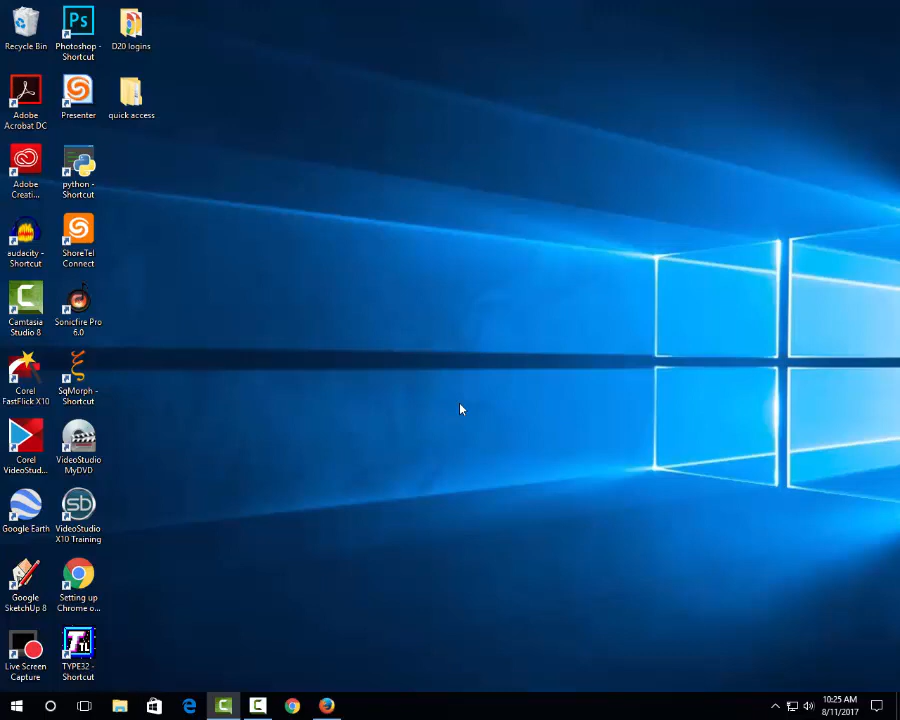 Recycle Bin
Photoshop -
Shortcut
D20 logins
Adobe
Acrobat DC
Presenter
quick access
Adobe
Creati...
python -
Shortcut
audacity -
Shortcut
ShoreTel
Connect
Camtasia
Studio 8
Sonicfire Pro
6.0
Corel
FastFlick X10
SqMorph -
Shortcut
Corel
VideoStud...
VideoStudio
MyDVD
Google Earth
VideoStudio
X10 Training
Google
SketchUp 8
Setting up
Chrome o...
Live Screen
Capture
TYPE32 -
Shortcut
10:25 AM
8/11/2017